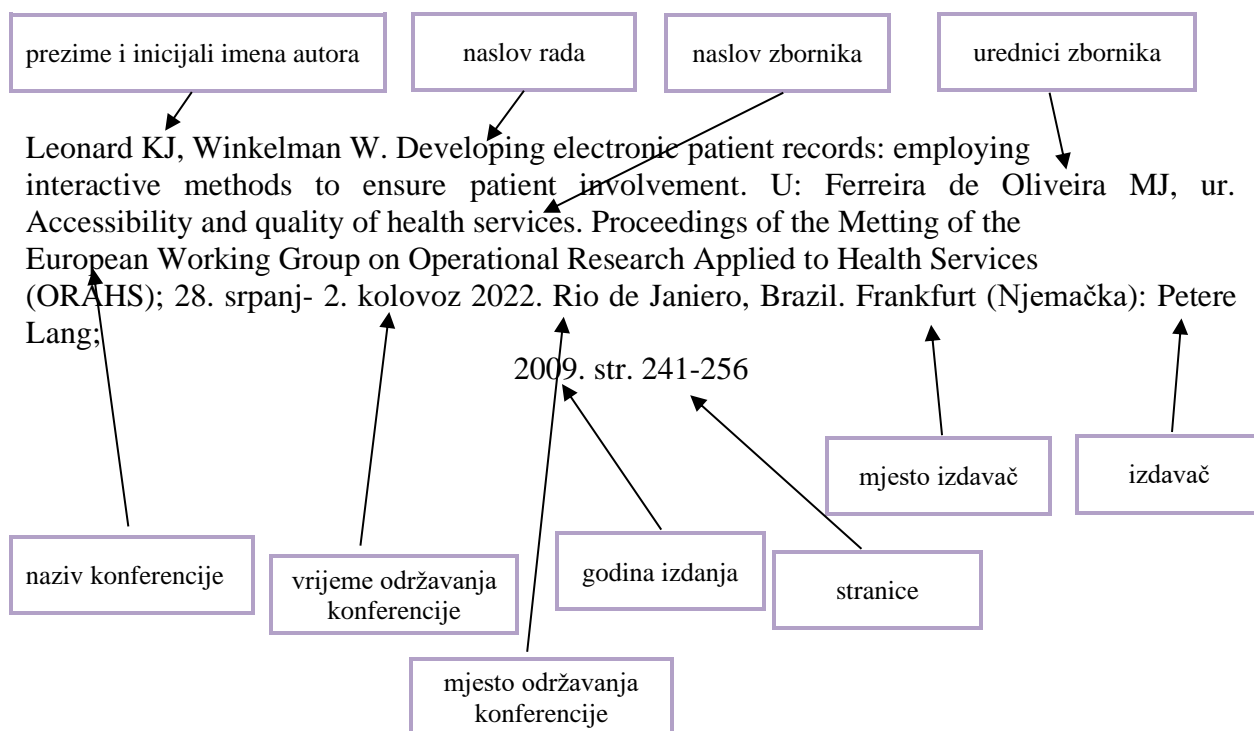 prezime i inicijali imena autora
naslov rada
naslov zbornika
urednici zbornika
Leonard KJ, Winkelman W. Developing electronic patient records: employing
interactive methods to ensure patient involvement. U: Ferreira de Oliveira MJ, ur.
Accessibility and quality of health services. Proceedings of the Metting of the
European Working Group on Operational Research Applied to Health Services
(ORAHS); 28. srpanj- 2. kolovoz 2022. Rio de Janiero, Brazil. Frankfurt (Njemačka): Petere
Lang;
2009. str. 241-256
mjesto izdavač
izdavač
naziv konferencije
vrijeme održavanja
konferencije
godina izdanja
stranice
mjesto održavanja
konferencije